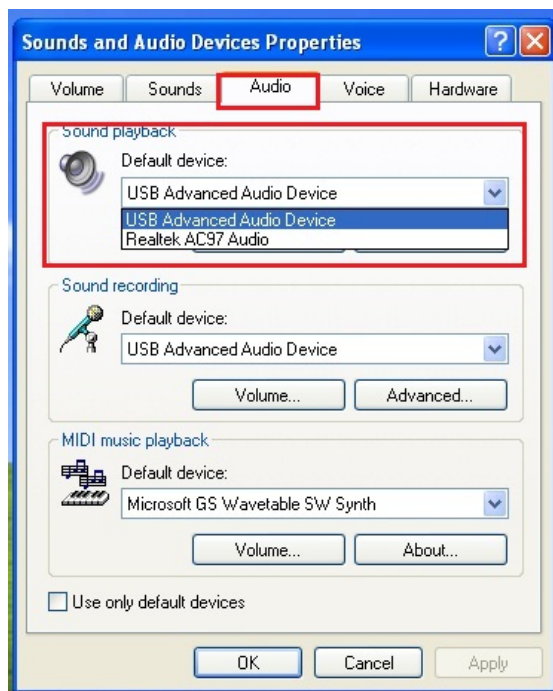 Sounds and Audio Devices Properties
Volume Sounds Audio Voice Hardware
Sound playback
Default device:
USB Advanced Audio Device
USB Advanced Audio Device
Realtek AC97 Audio
Sound recording
Default device:
USB Advanced Audio Device
Volume... Advanced...
MIDI music playback
Default device:
Microsoft GS Wavetable SW Synth
Volume... About...
Use only default devices
OK Cancel Apply